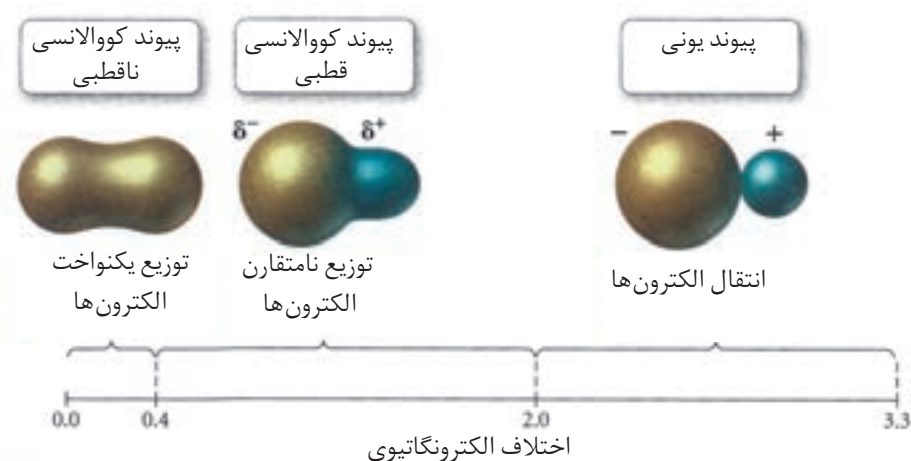 پیوند کووالانسی
ناقطبی
پیوند کووالانسی
قطبی
پیوند یونی
δ⁻ δ⁺
− +
توزیع یکنواخت
الکترون‌ها
توزیع نامتقارن
الکترون‌ها
انتقال الکترون‌ها
0.0 0.4 2.0 3.3
اختلاف الکترونگاتیوی